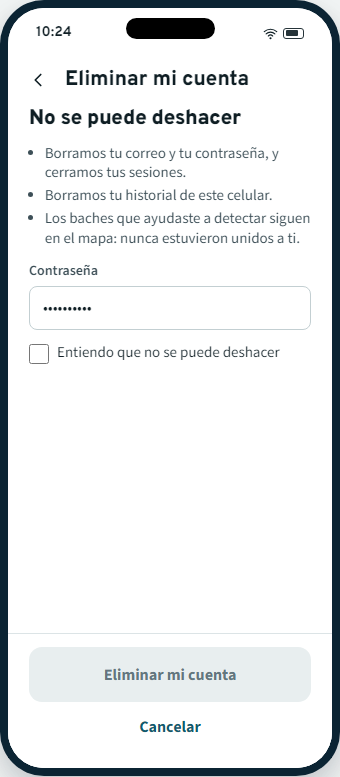 10:24
Eliminar mi cuenta
No se puede deshacer
• Borramos tu correo y tu contraseña, y
cerramos tus sesiones.
• Borramos tu historial de este celular.
• Los baches que ayudaste a detectar siguen
en el mapa: nunca estuvieron unidos a ti.
Contraseña
••••••••••
Entiendo que no se puede deshacer
Eliminar mi cuenta
Cancelar